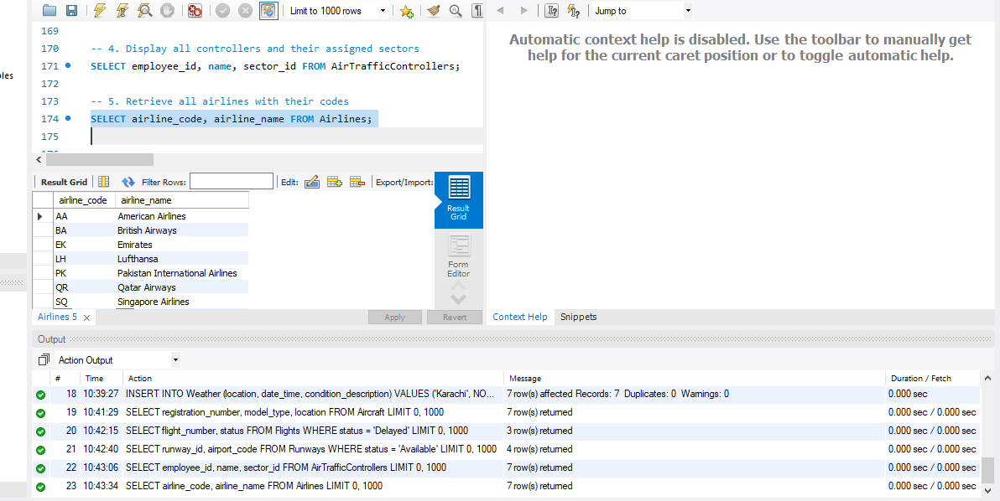 Limit to 1000 rows
Jump to
169
170 -- 4. Display all controllers and their assigned sectors
171 SELECT employee_id, name, sector_id FROM AirTrafficControllers;
172
173 -- 5. Retrieve all airlines with their codes
174 SELECT airline_code, airline_name FROM Airlines;
175
Automatic context help is disabled. Use the toolbar to manually get
help for the current caret position or to toggle automatic help.
Result Grid Filter Rows: Edit: Export/Import:
airline_code airline_name
AA American Airlines
BA British Airways
EK Emirates
LH Lufthansa
PK Pakistan International Airlines
QR Qatar Airways
SQ Singapore Airlines
Result
Grid
Form
Editor
Airlines 5 Apply Revert
Context Help Snippets
Output
Action Output
# Time Action Message Duration / Fetch
18 10:39:27 INSERT INTO Weather (location, date_time, condition_description) VALUES ('Karachi', NO... 7 row(s) affected Records: 7 Duplicates: 0 Warnings: 0 0.000 sec
19 10:41:29 SELECT registration_number, model_type, location FROM Aircraft LIMIT 0, 1000 7 row(s) returned 0.000 sec / 0.000 sec
20 10:42:15 SELECT flight_number, status FROM Flights WHERE status = 'Delayed' LIMIT 0, 1000 3 row(s) returned 0.000 sec / 0.000 sec
21 10:42:40 SELECT runway_id, airport_code FROM Runways WHERE status = 'Available' LIMIT 0, 1000 4 row(s) returned 0.000 sec / 0.000 sec
22 10:43:06 SELECT employee_id, name, sector_id FROM AirTrafficControllers LIMIT 0, 1000 7 row(s) returned 0.000 sec / 0.000 sec
23 10:43:34 SELECT airline_code, airline_name FROM Airlines LIMIT 0, 1000 7 row(s) returned 0.000 sec / 0.000 sec